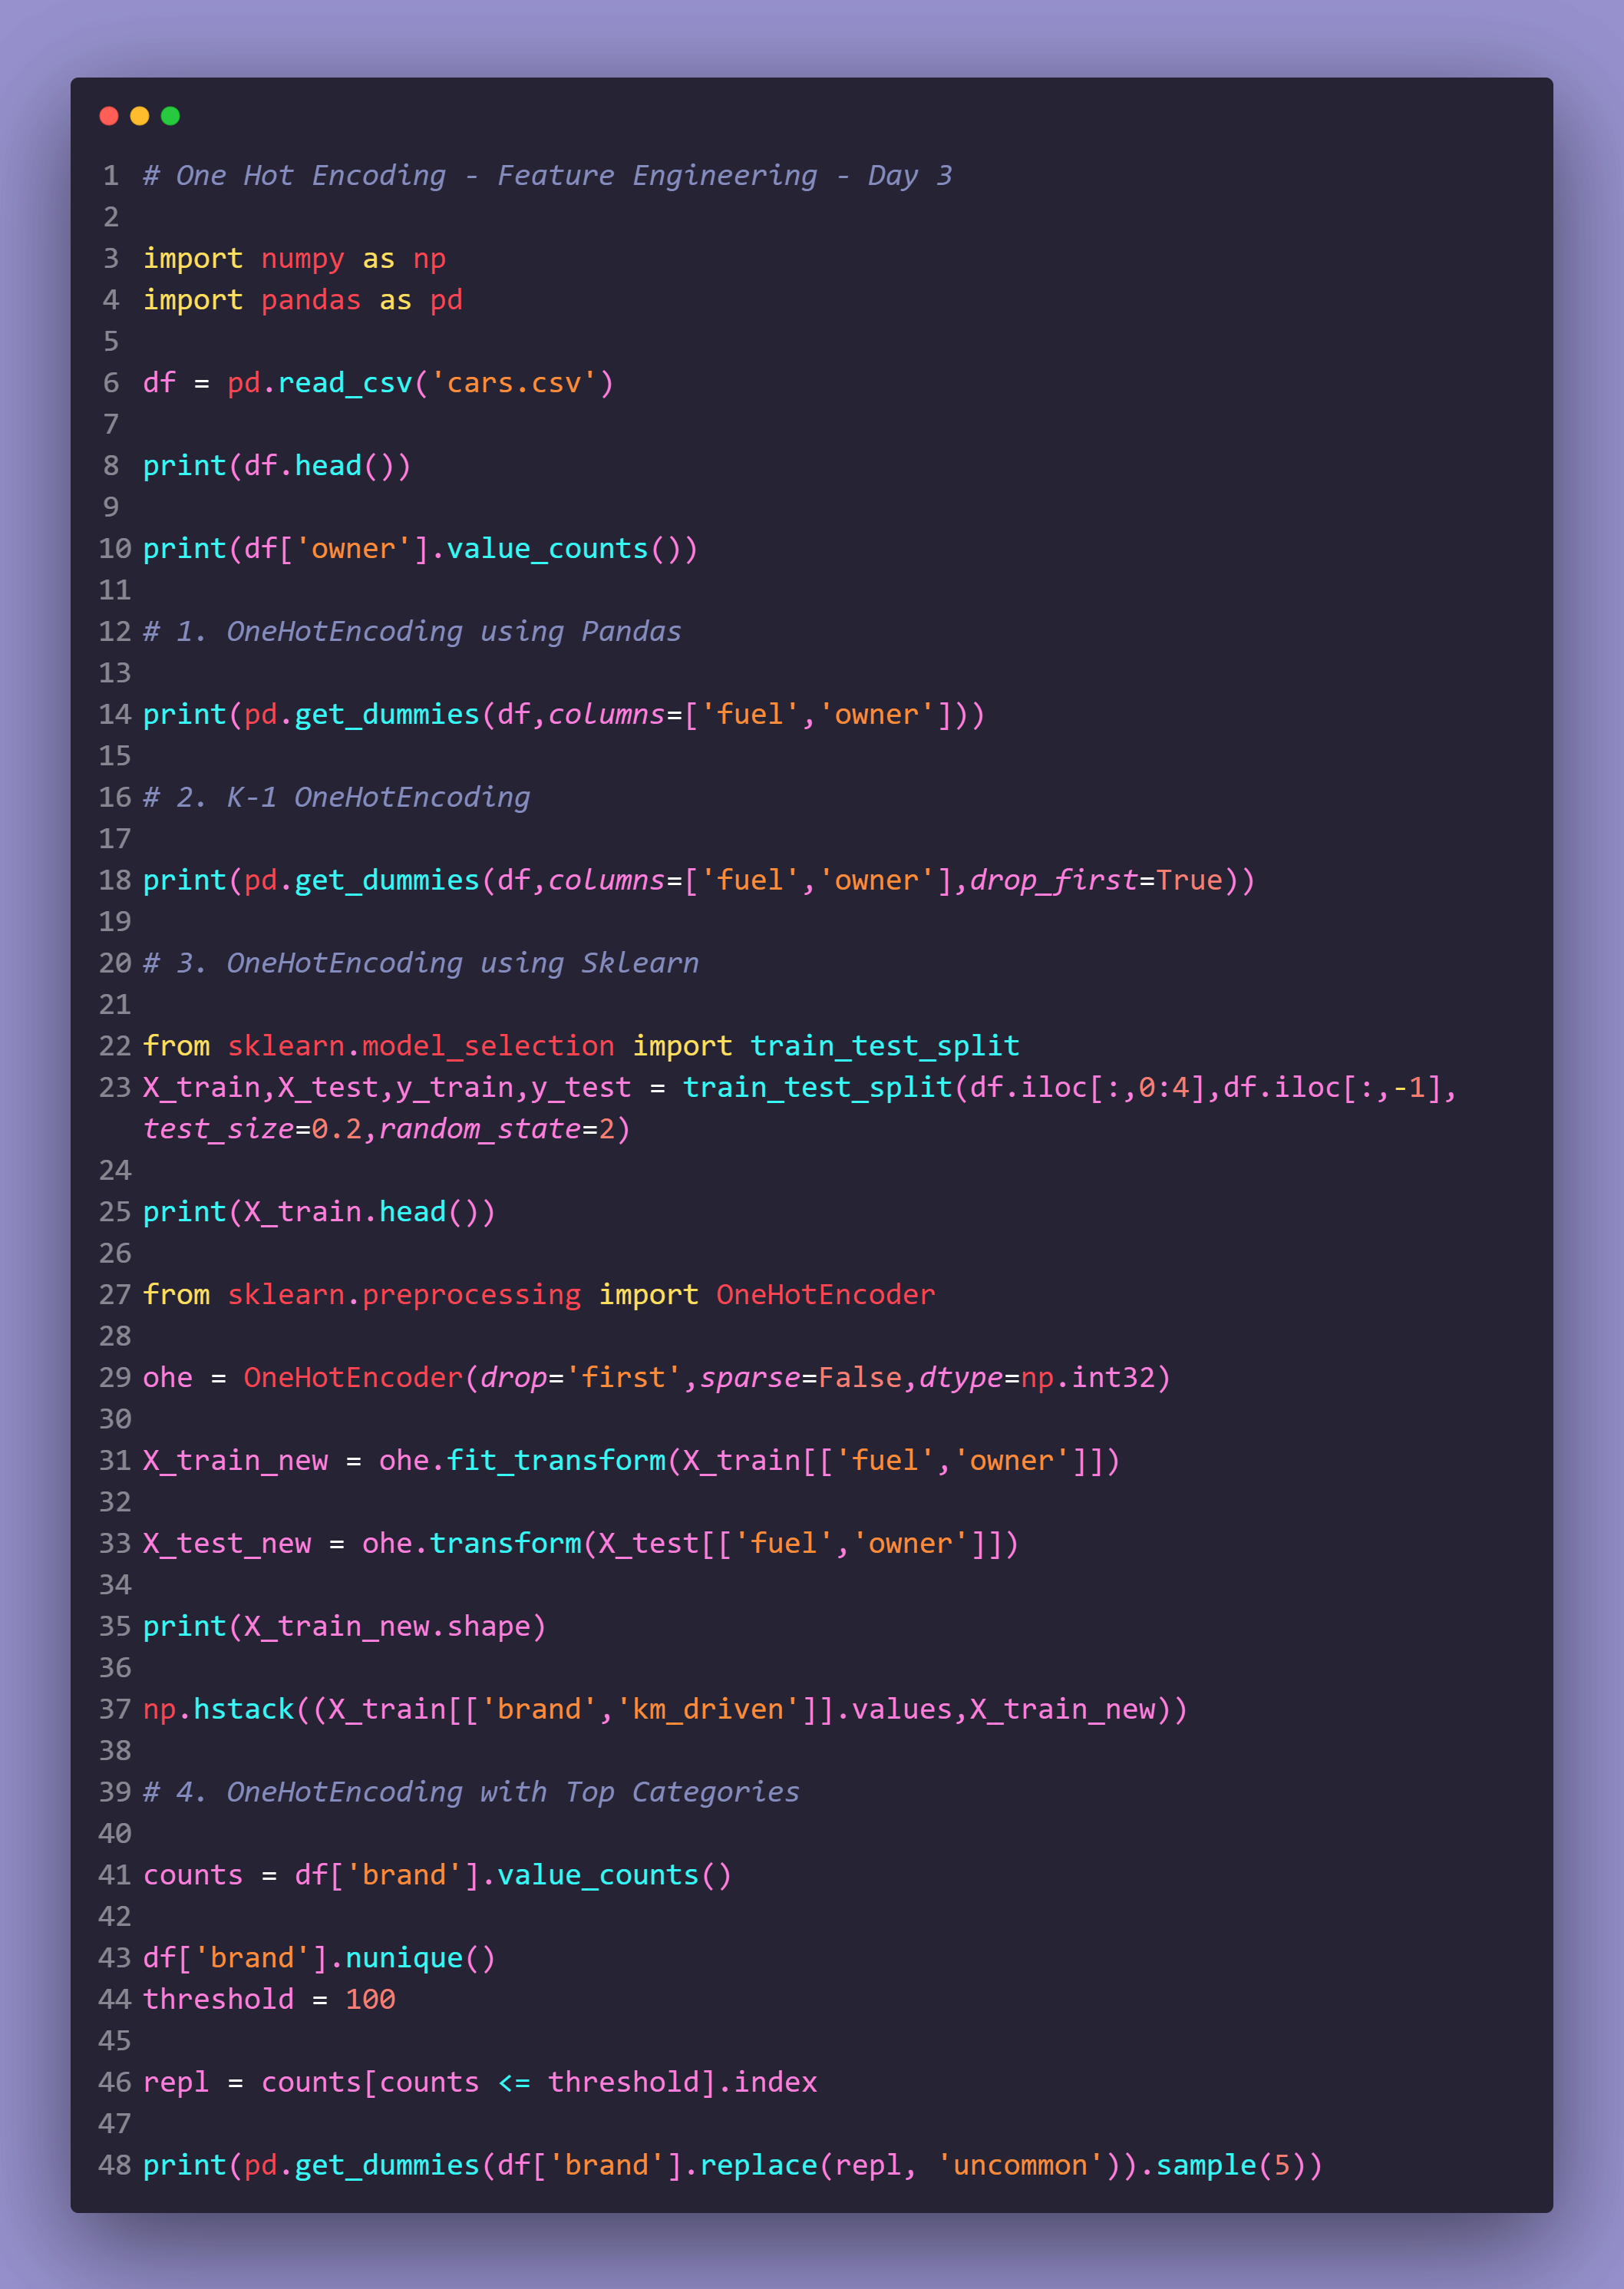 1 # One Hot Encoding - Feature Engineering - Day 3
2
3 import numpy as np
4 import pandas as pd
5
6 df = pd.read_csv('cars.csv')
7
8 print(df.head())
9
10 print(df['owner'].value_counts())
11
12 # 1. OneHotEncoding using Pandas
13
14 print(pd.get_dummies(df,columns=['fuel','owner']))
15
16 # 2. K-1 OneHotEncoding
17
18 print(pd.get_dummies(df,columns=['fuel','owner'],drop_first=True))
19
20 # 3. OneHotEncoding using Sklearn
21
22 from sklearn.model_selection import train_test_split
23 X_train,X_test,y_train,y_test = train_test_split(df.iloc[:,0:4],df.iloc[:,-1],
test_size=0.2,random_state=2)
24
25 print(X_train.head())
26
27 from sklearn.preprocessing import OneHotEncoder
28
29 ohe = OneHotEncoder(drop='first',sparse=False,dtype=np.int32)
30
31 X_train_new = ohe.fit_transform(X_train[['fuel','owner']])
32
33 X_test_new = ohe.transform(X_test[['fuel','owner']])
34
35 print(X_train_new.shape)
36
37 np.hstack((X_train[['brand','km_driven']].values,X_train_new))
38
39 # 4. OneHotEncoding with Top Categories
40
41 counts = df['brand'].value_counts()
42
43 df['brand'].nunique()
44 threshold = 100
45
46 repl = counts[counts <= threshold].index
47
48 print(pd.get_dummies(df['brand'].replace(repl, 'uncommon')).sample(5))